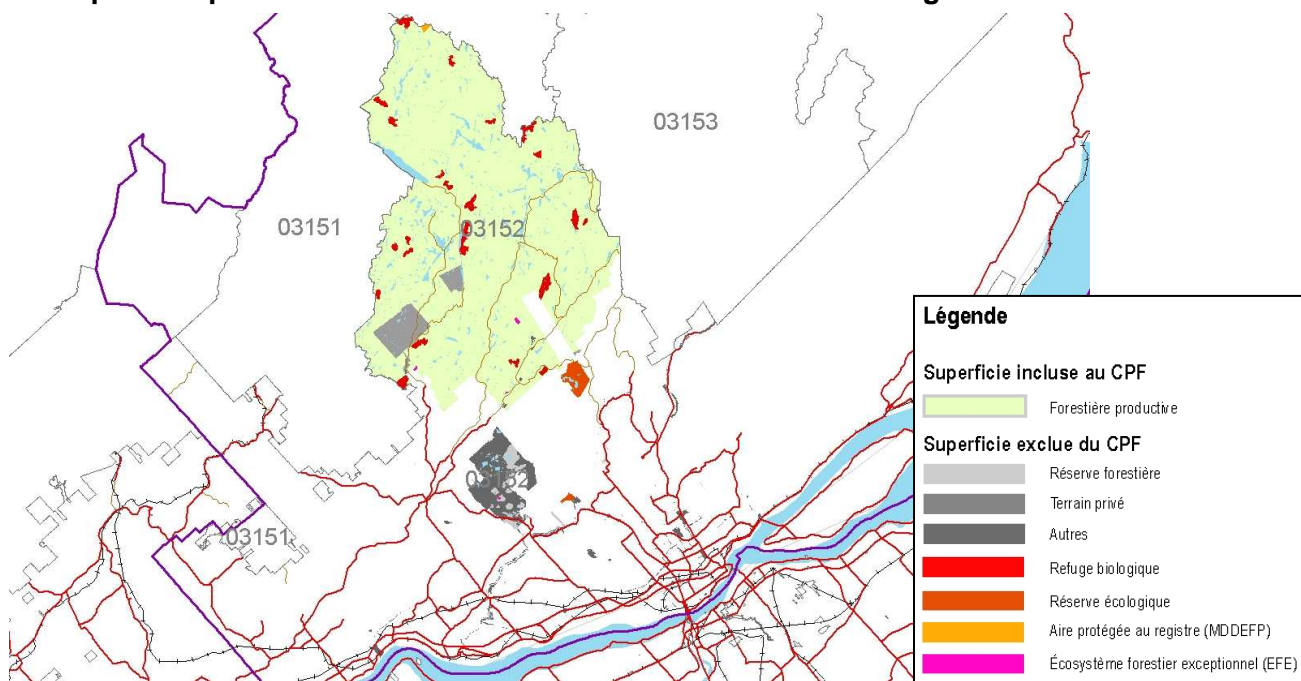 03153
03151
03152
03152
03151
Légende
Superficie incluse au CPF
Forestière productive
Superficie exclue du CPF
Réserve forestière
Terrain privé
Autres
Refuge biologique
Réserve écologique
Aire protégée au registre (MDDEFP)
Écosystème forestier exceptionnel (EFE)